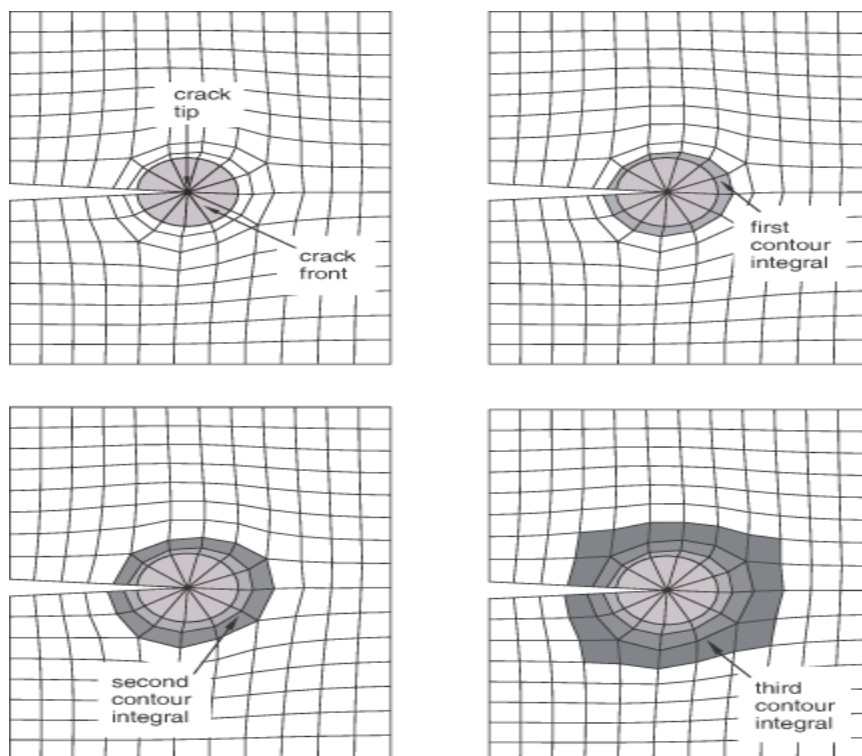 crack
tip
crack
front
first
contour
integral
second
contour
integral
third
contour
integral